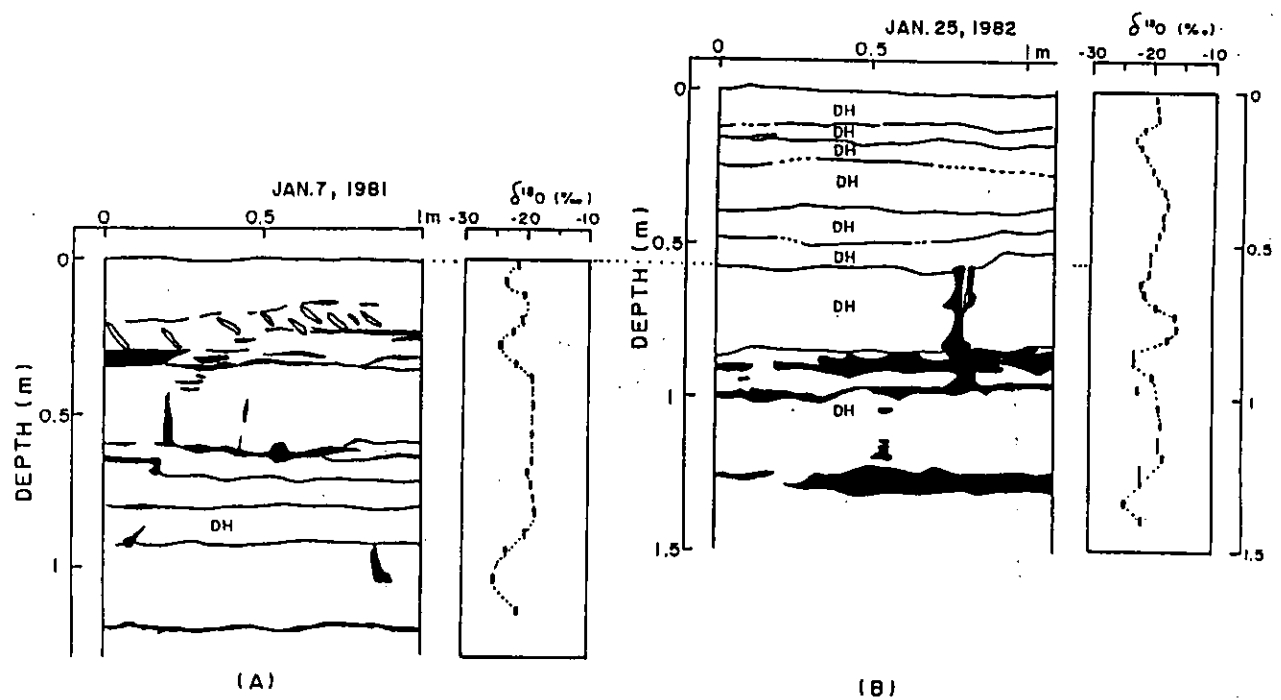 JAN. 7, 1981
δ¹⁸O (‰)
0 0.5 1m
-30 -20 -10
DEPTH (m)
0
0.5
1
DH
(A)
JAN. 25, 1982
δ¹⁸O (‰)
0 0.5 1m
-30 -20 -10
DEPTH (m)
0
0.5
1
1.5
DH
DH
DH
DH
DH
DH
DH
DH
0
0.5
1
1.5
(B)